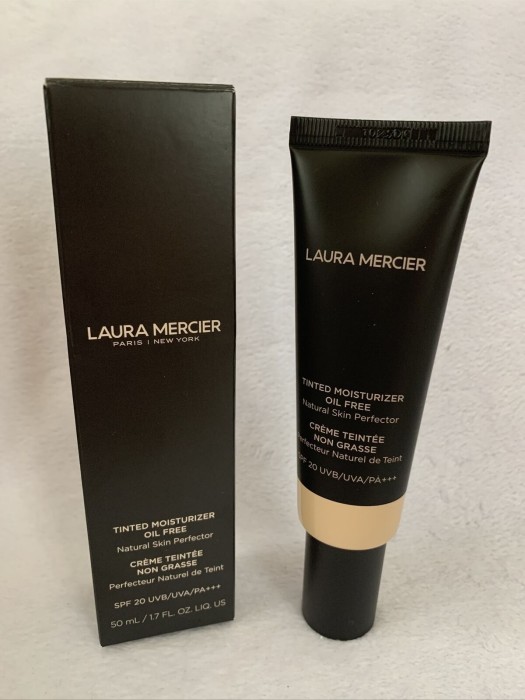 LAURA MERCIER
PARIS | NEW YORK
TINTED MOISTURIZER
OIL FREE
Natural Skin Perfector
CRÈME TEINTÉE
NON GRASSE
Perfecteur Naturel de Teint
SPF 20 UVB/UVA/PA+++
50 mL / 1.7 FL. OZ. LIQ. US
LAURA MERCIER
TINTED MOISTURIZER
OIL FREE
Natural Skin Perfector
CRÈME TEINTÉE
NON GRASSE
Perfecteur Naturel de Teint
SPF 20 UVB/UVA/PA+++